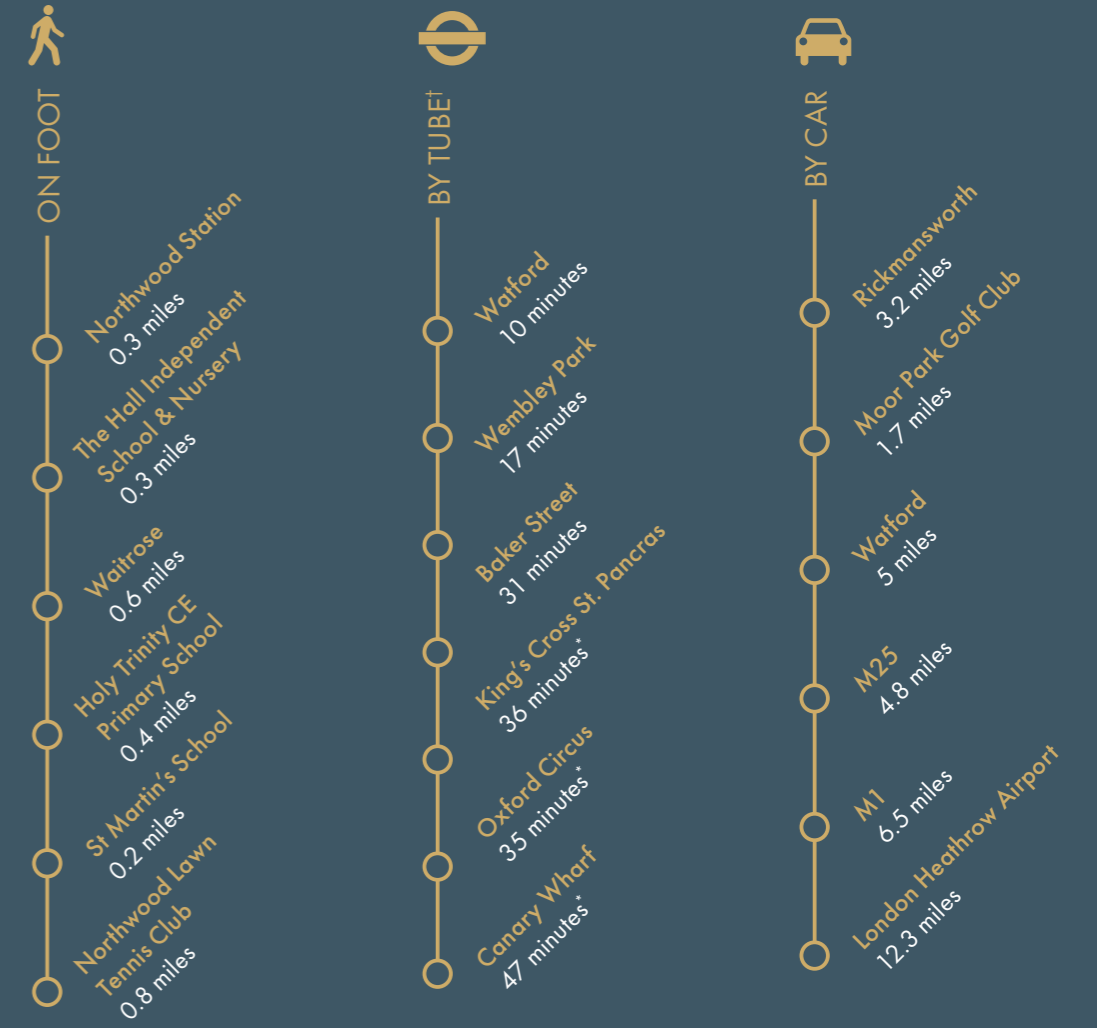 ON FOOT
Northwood Station
0.3 miles
The Hall Independent
School & Nursery
0.3 miles
Waitrose
0.6 miles
Holy Trinity CE
Primary School
0.4 miles
St Martin's School
0.2 miles
Northwood Lawn
Tennis Club
0.8 miles
BY TUBE†
Watford
10 minutes
Wembley Park
17 minutes
Baker Street
31 minutes
King's Cross St. Pancras
36 minutes*
Oxford Circus
35 minutes*
Canary Wharf
47 minutes*
BY CAR
Rickmansworth
3.2 miles
Moor Park Golf Club
1.7 miles
Watford
5 miles
M25
4.8 miles
M1
6.5 miles
London Heathrow Airport
12.3 miles